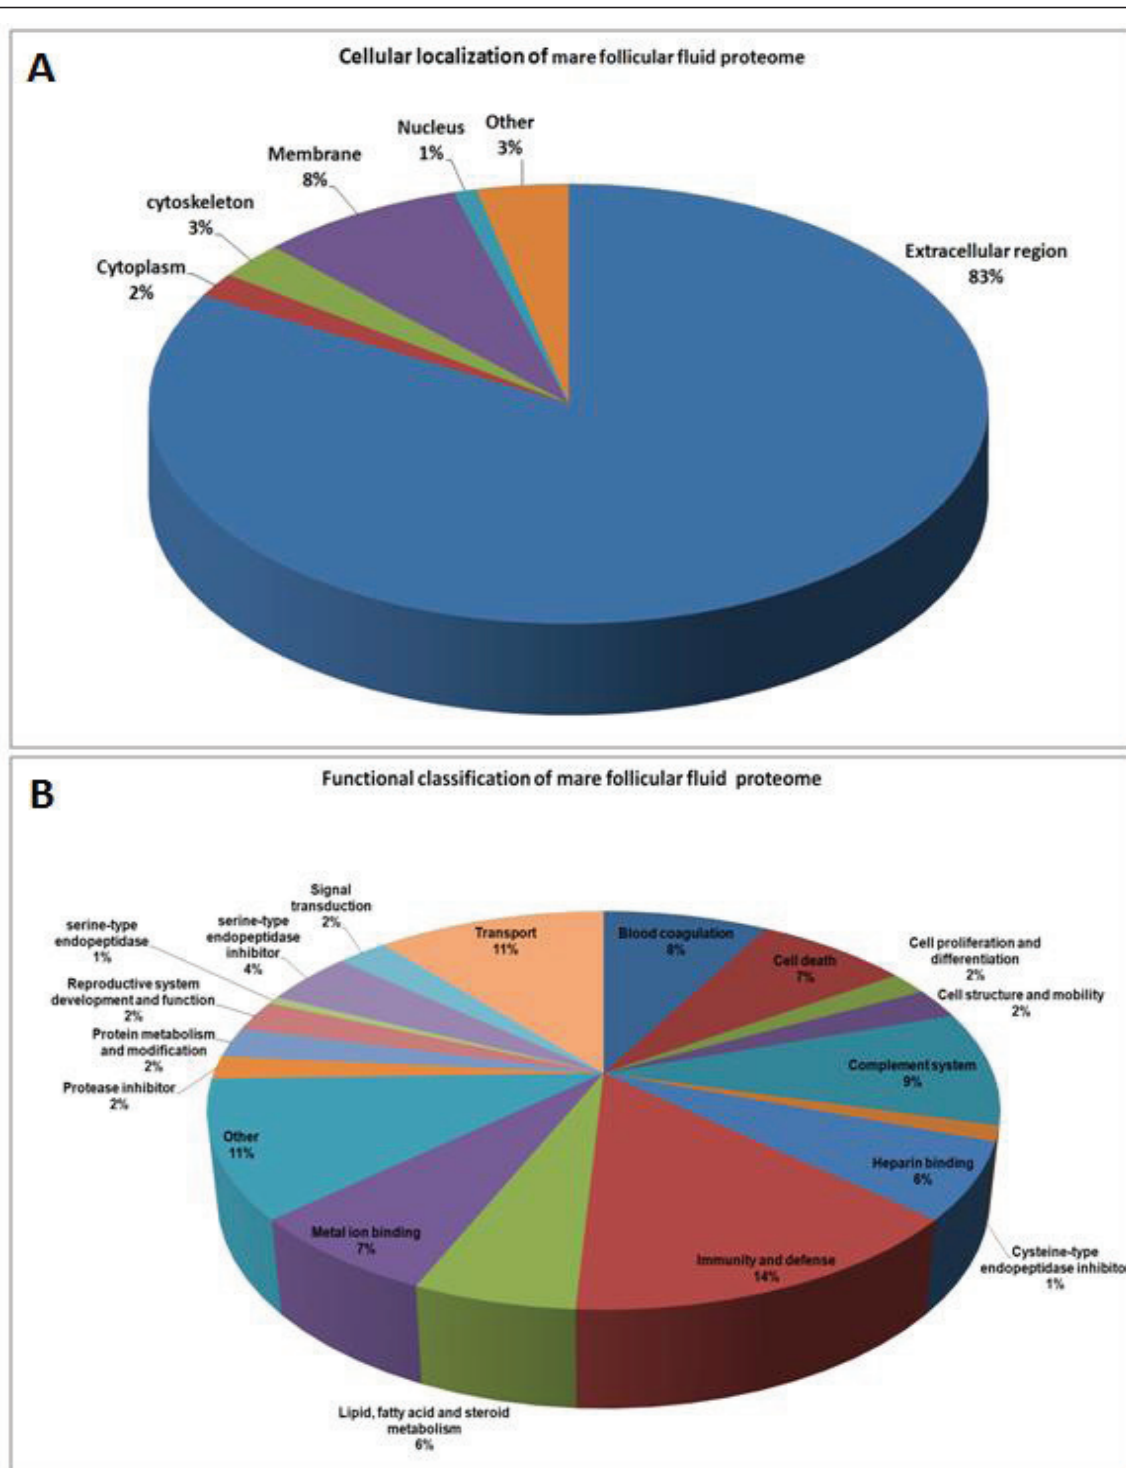 A
Cellular localization of mare follicular fluid proteome
Nucleus
1%
Other
3%
Membrane
8%
cytoskeleton
3%
Cytoplasm
2%
Extracellular region
83%
B
Functional classification of mare follicular fluid proteome
Signal
transduction
2%
serine-type
endopeptidase
inhibitor
4%
serine-type
endopeptidase
1%
Reproductive system
development and function
2%
Protein metabolism
and modification
2%
Protease inhibitor
2%
Transport
11%
Blood coagulation
8%
Cell death
7%
Cell proliferation and
differentiation
2%
Cell structure and mobility
2%
Complement system
9%
Heparin binding
6%
Cysteine-type
endopeptidase inhibitor
1%
Immunity and defense
14%
Other
11%
Metal ion binding
7%
Lipid, fatty acid and steroid
metabolism
6%